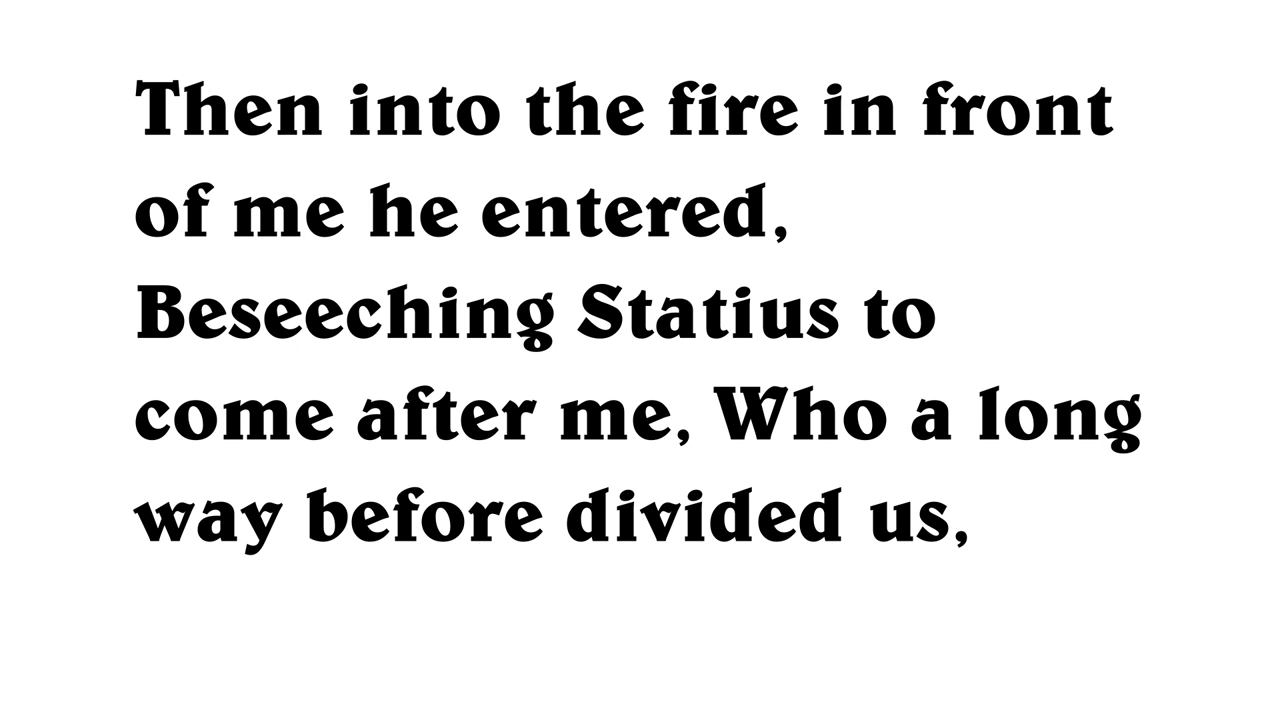 Then into the fire in front
of me he entered,
Beseeching Statius to
come after me, Who a long
way before divided us,